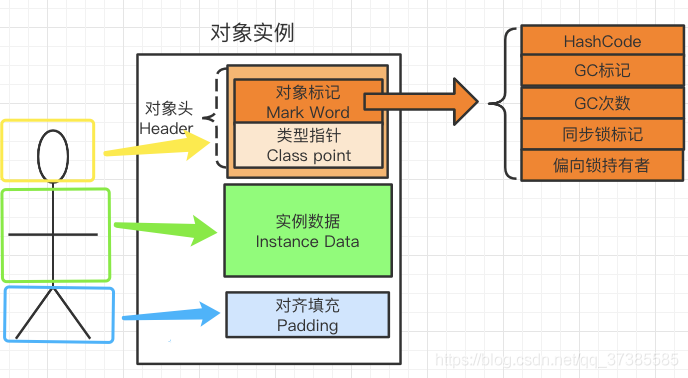 对象实例
对象头
Header
对象标记
Mark Word
类型指针
Class point
实例数据
Instance Data
对齐填充
Padding
HashCode
GC标记
GC次数
同步锁标记
偏向锁持有者
https://blog.csdn.net/qq_37385585